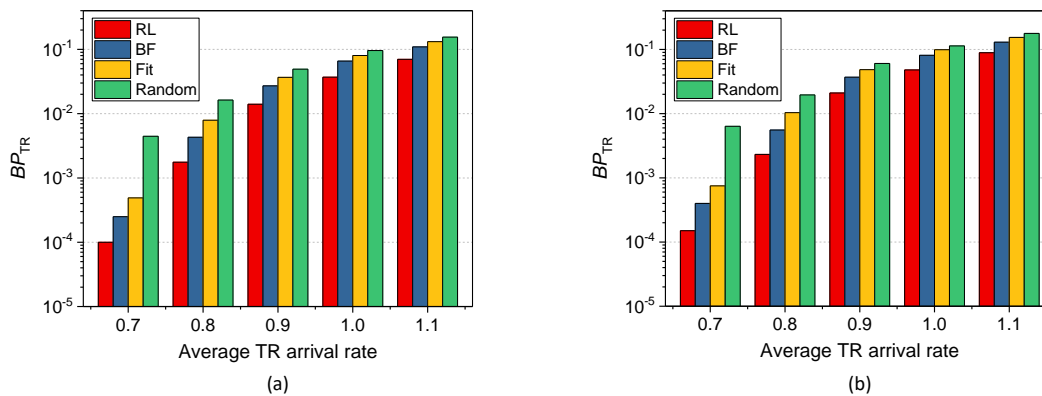 RL
BF
Fit
Random
10⁻¹
10⁻²
10⁻³
10⁻⁴
10⁻⁵
BP_TR
0.7 0.8 0.9 1.0 1.1
Average TR arrival rate
(a)
RL
BF
Fit
Random
10⁻¹
10⁻²
10⁻³
10⁻⁴
10⁻⁵
BP_TR
0.7 0.8 0.9 1.0 1.1
Average TR arrival rate
(b)